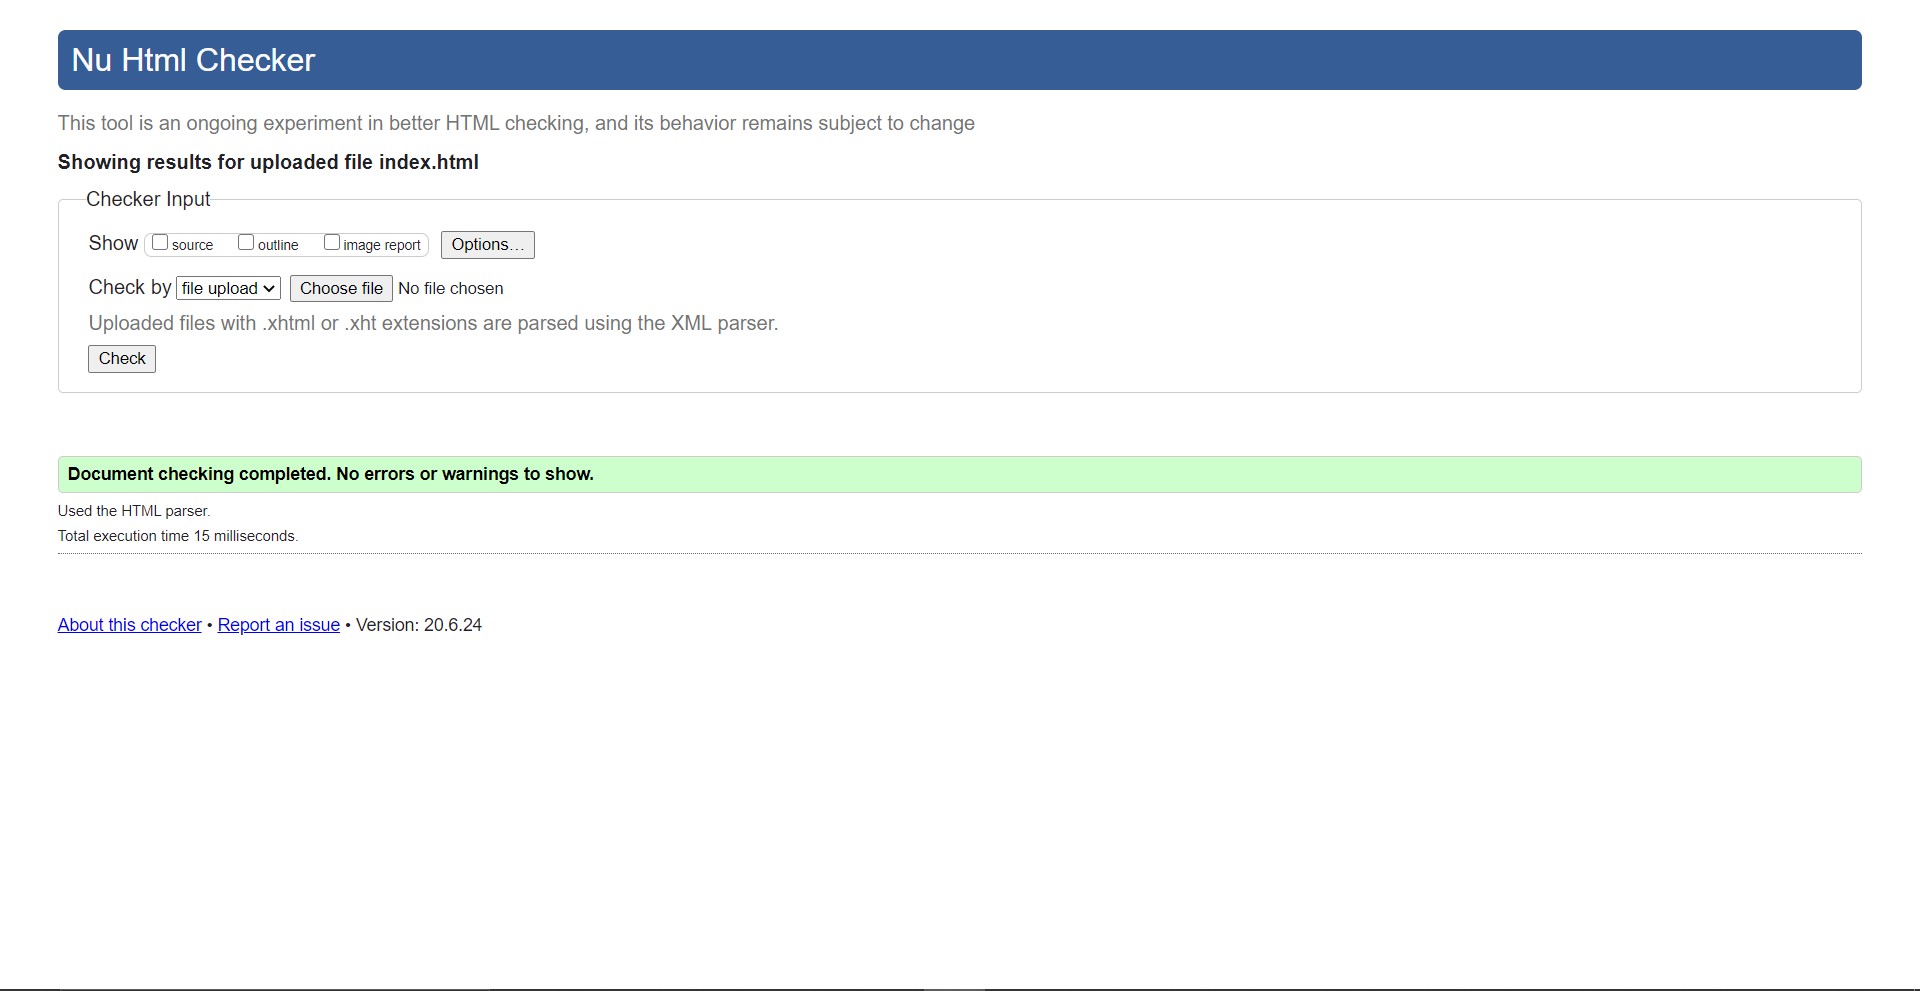 Nu Html Checker
This tool is an ongoing experiment in better HTML checking, and its behavior remains subject to change
Showing results for uploaded file index.html
Checker Input
Show source outline image report Options...
Check by file upload Choose file No file chosen
Uploaded files with .xhtml or .xht extensions are parsed using the XML parser.
Check
Document checking completed. No errors or warnings to show.
Used the HTML parser.
Total execution time 15 milliseconds.
About this checker • Report an issue • Version: 20.6.24